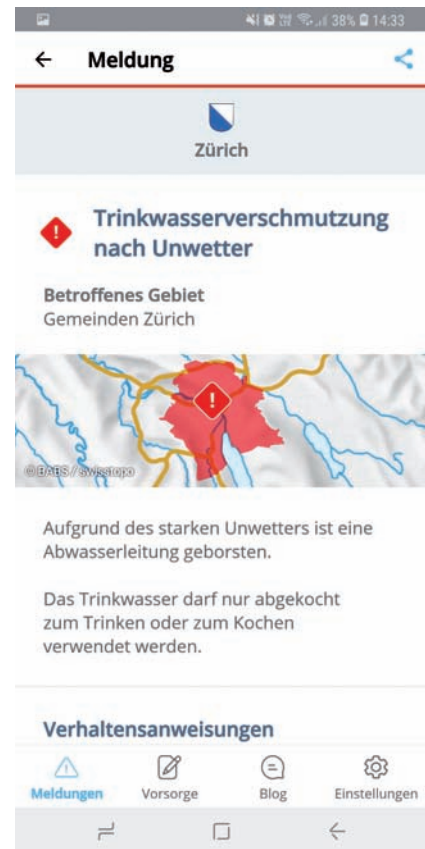 38% 14:33
Meldung
Zürich
Trinkwasserverschmutzung
nach Unwetter
Betroffenes Gebiet
Gemeinden Zürich
© BABS / swisstopo
Aufgrund des starken Unwetters ist eine
Abwasserleitung geborsten.
Das Trinkwasser darf nur abgekocht
zum Trinken oder zum Kochen
verwendet werden.
Verhaltensanweisungen
Meldungen Vorsorge Blog Einstellungen